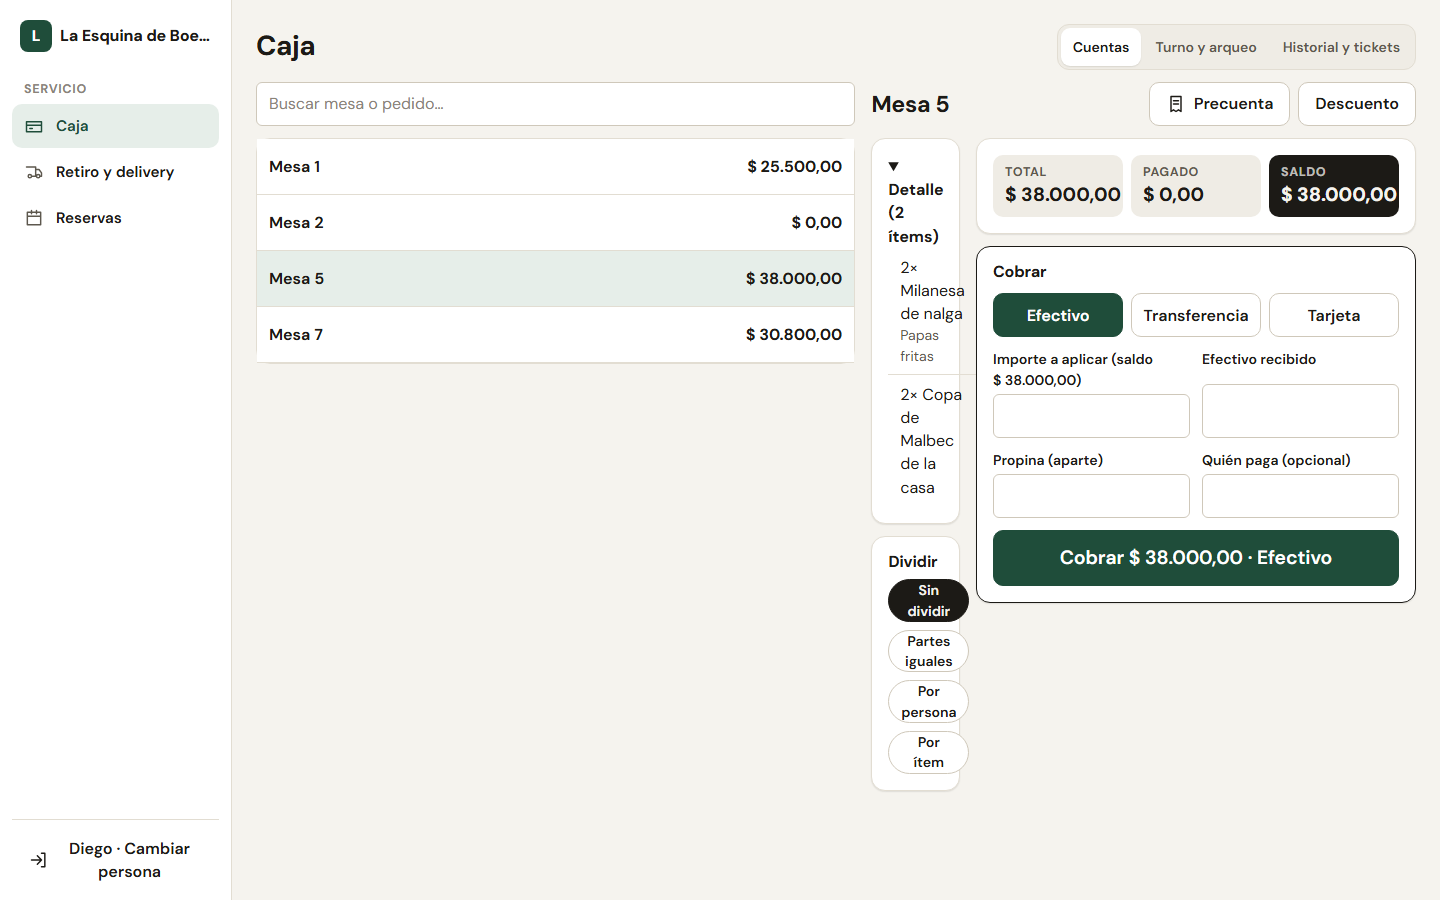 L
La Esquina de Boe...
SERVICIO
Caja
Retiro y delivery
Reservas
Diego · Cambiar
persona
Caja
Cuentas
Turno y arqueo
Historial y tickets
Buscar mesa o pedido...
Mesa 1 $ 25.500,00
Mesa 2 $ 0,00
Mesa 5 $ 38.000,00
Mesa 7 $ 30.800,00
Mesa 5
Precuenta
Descuento
▼
Detalle
(2
ítems)
2×
Milanesa
de nalga
Papas
fritas
2× Copa
de
Malbec
de la
casa
Dividir
Sin
dividir
Partes
iguales
Por
persona
Por
ítem
TOTAL
$ 38.000,00
PAGADO
$ 0,00
SALDO
$ 38.000,00
Cobrar
Efectivo
Transferencia
Tarjeta
Importe a aplicar (saldo
$ 38.000,00)
Efectivo recibido
Propina (aparte)
Quién paga (opcional)
Cobrar $ 38.000,00 · Efectivo